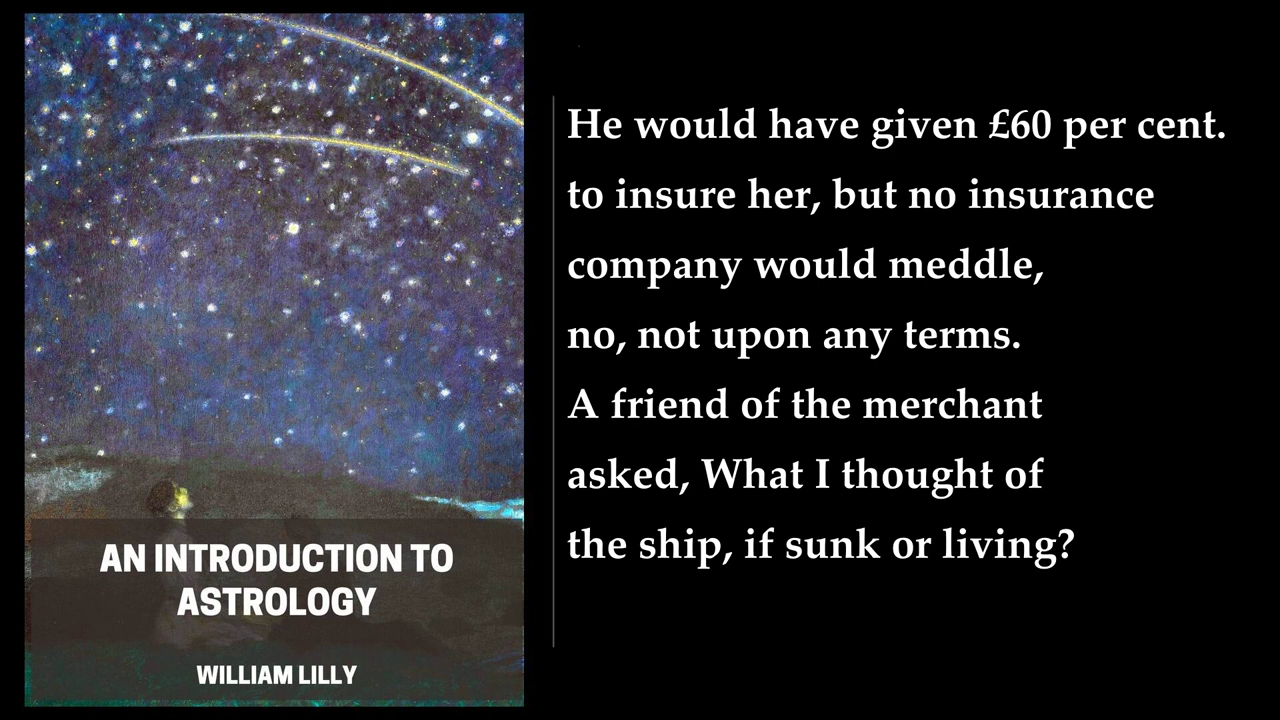 AN INTRODUCTION TO
ASTROLOGY
WILLIAM LILLY
He would have given £60 per cent.
to insure her, but no insurance
company would meddle,
no, not upon any terms.
A friend of the merchant
asked, What I thought of
the ship, if sunk or living?